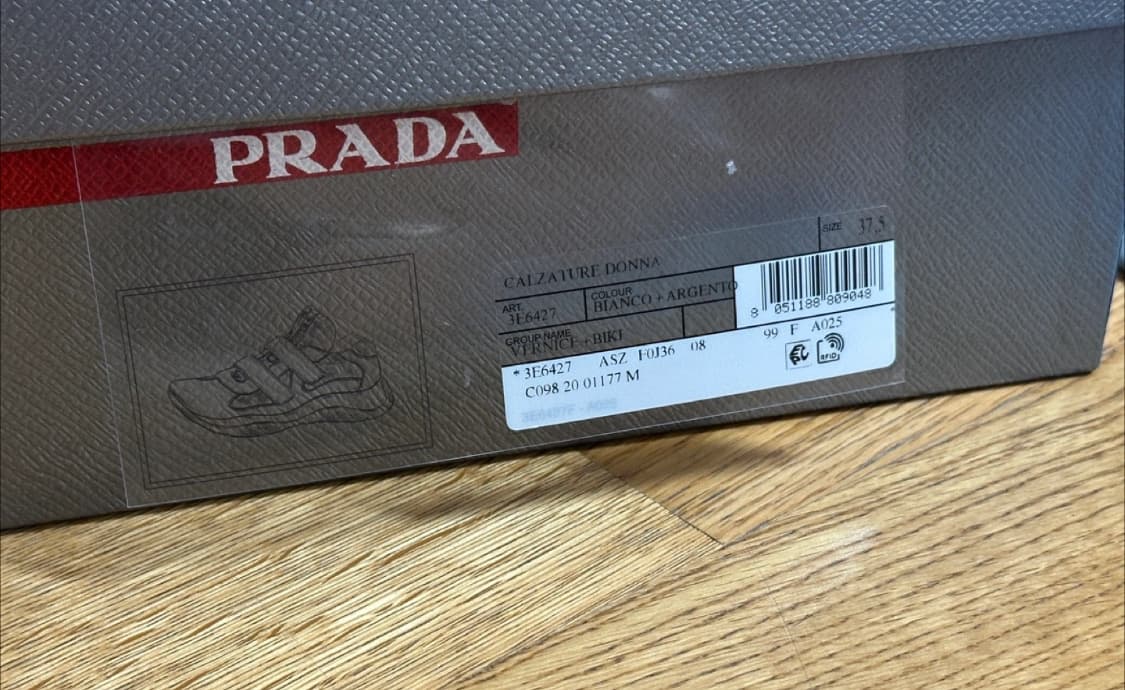 PRADA
SIZE 37,5
CALZATURE DONNA
ART. COLOUR
3E6427 BIANCO + ARGENTO
GROUP NAME
VERNICE + BIKE
8 051188 809048
* 3E6427 ASZ F0J36 08 99 F A025
C098 20 01177 M
RFID